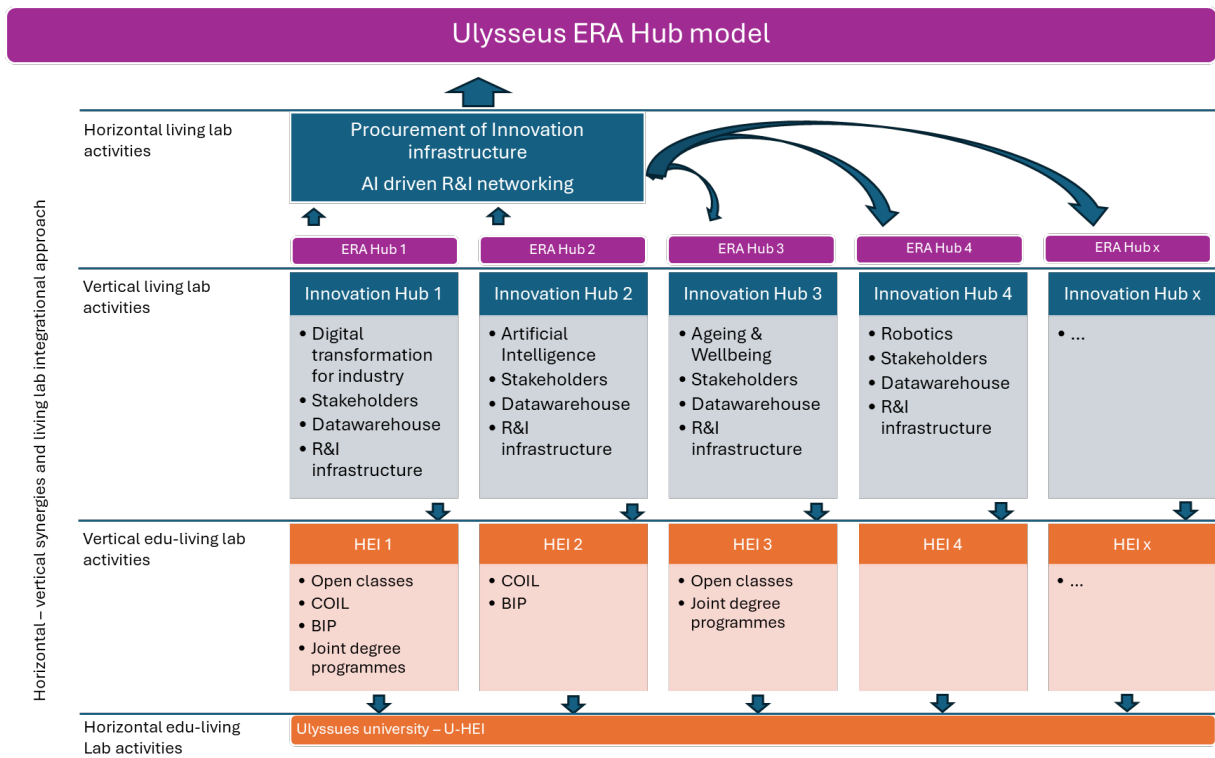 Ulysseus ERA Hub model
Horizontal living lab
activities
Procurement of Innovation
infrastructure
AI driven R&I networking
ERA Hub 1
ERA Hub 2
ERA Hub 3
ERA Hub 4
ERA Hub x
Horizontal – vertical synergies and living lab integrational approach
Vertical living lab
activities
Innovation Hub 1
• Digital
transformation
for industry
• Stakeholders
• Datawarehouse
• R&I
infrastructure
Innovation Hub 2
• Artificial
Intelligence
• Stakeholders
• Datawarehouse
• R&I
infrastructure
Innovation Hub 3
• Ageing &
Wellbeing
• Stakeholders
• Datawarehouse
• R&I
infrastructure
Innovation Hub 4
• Robotics
• Stakeholders
• Datawarehouse
• R&I
infrastructure
Innovation Hub x
• ...
Vertical edu-living lab
activities
HEI 1
• Open classes
• COIL
• BIP
• Joint degree
programmes
HEI 2
• COIL
• BIP
HEI 3
• Open classes
• Joint degree
programmes
HEI 4
HEI x
• ...
Horizontal edu-living
Lab activities
Ulyssues university – U-HEI